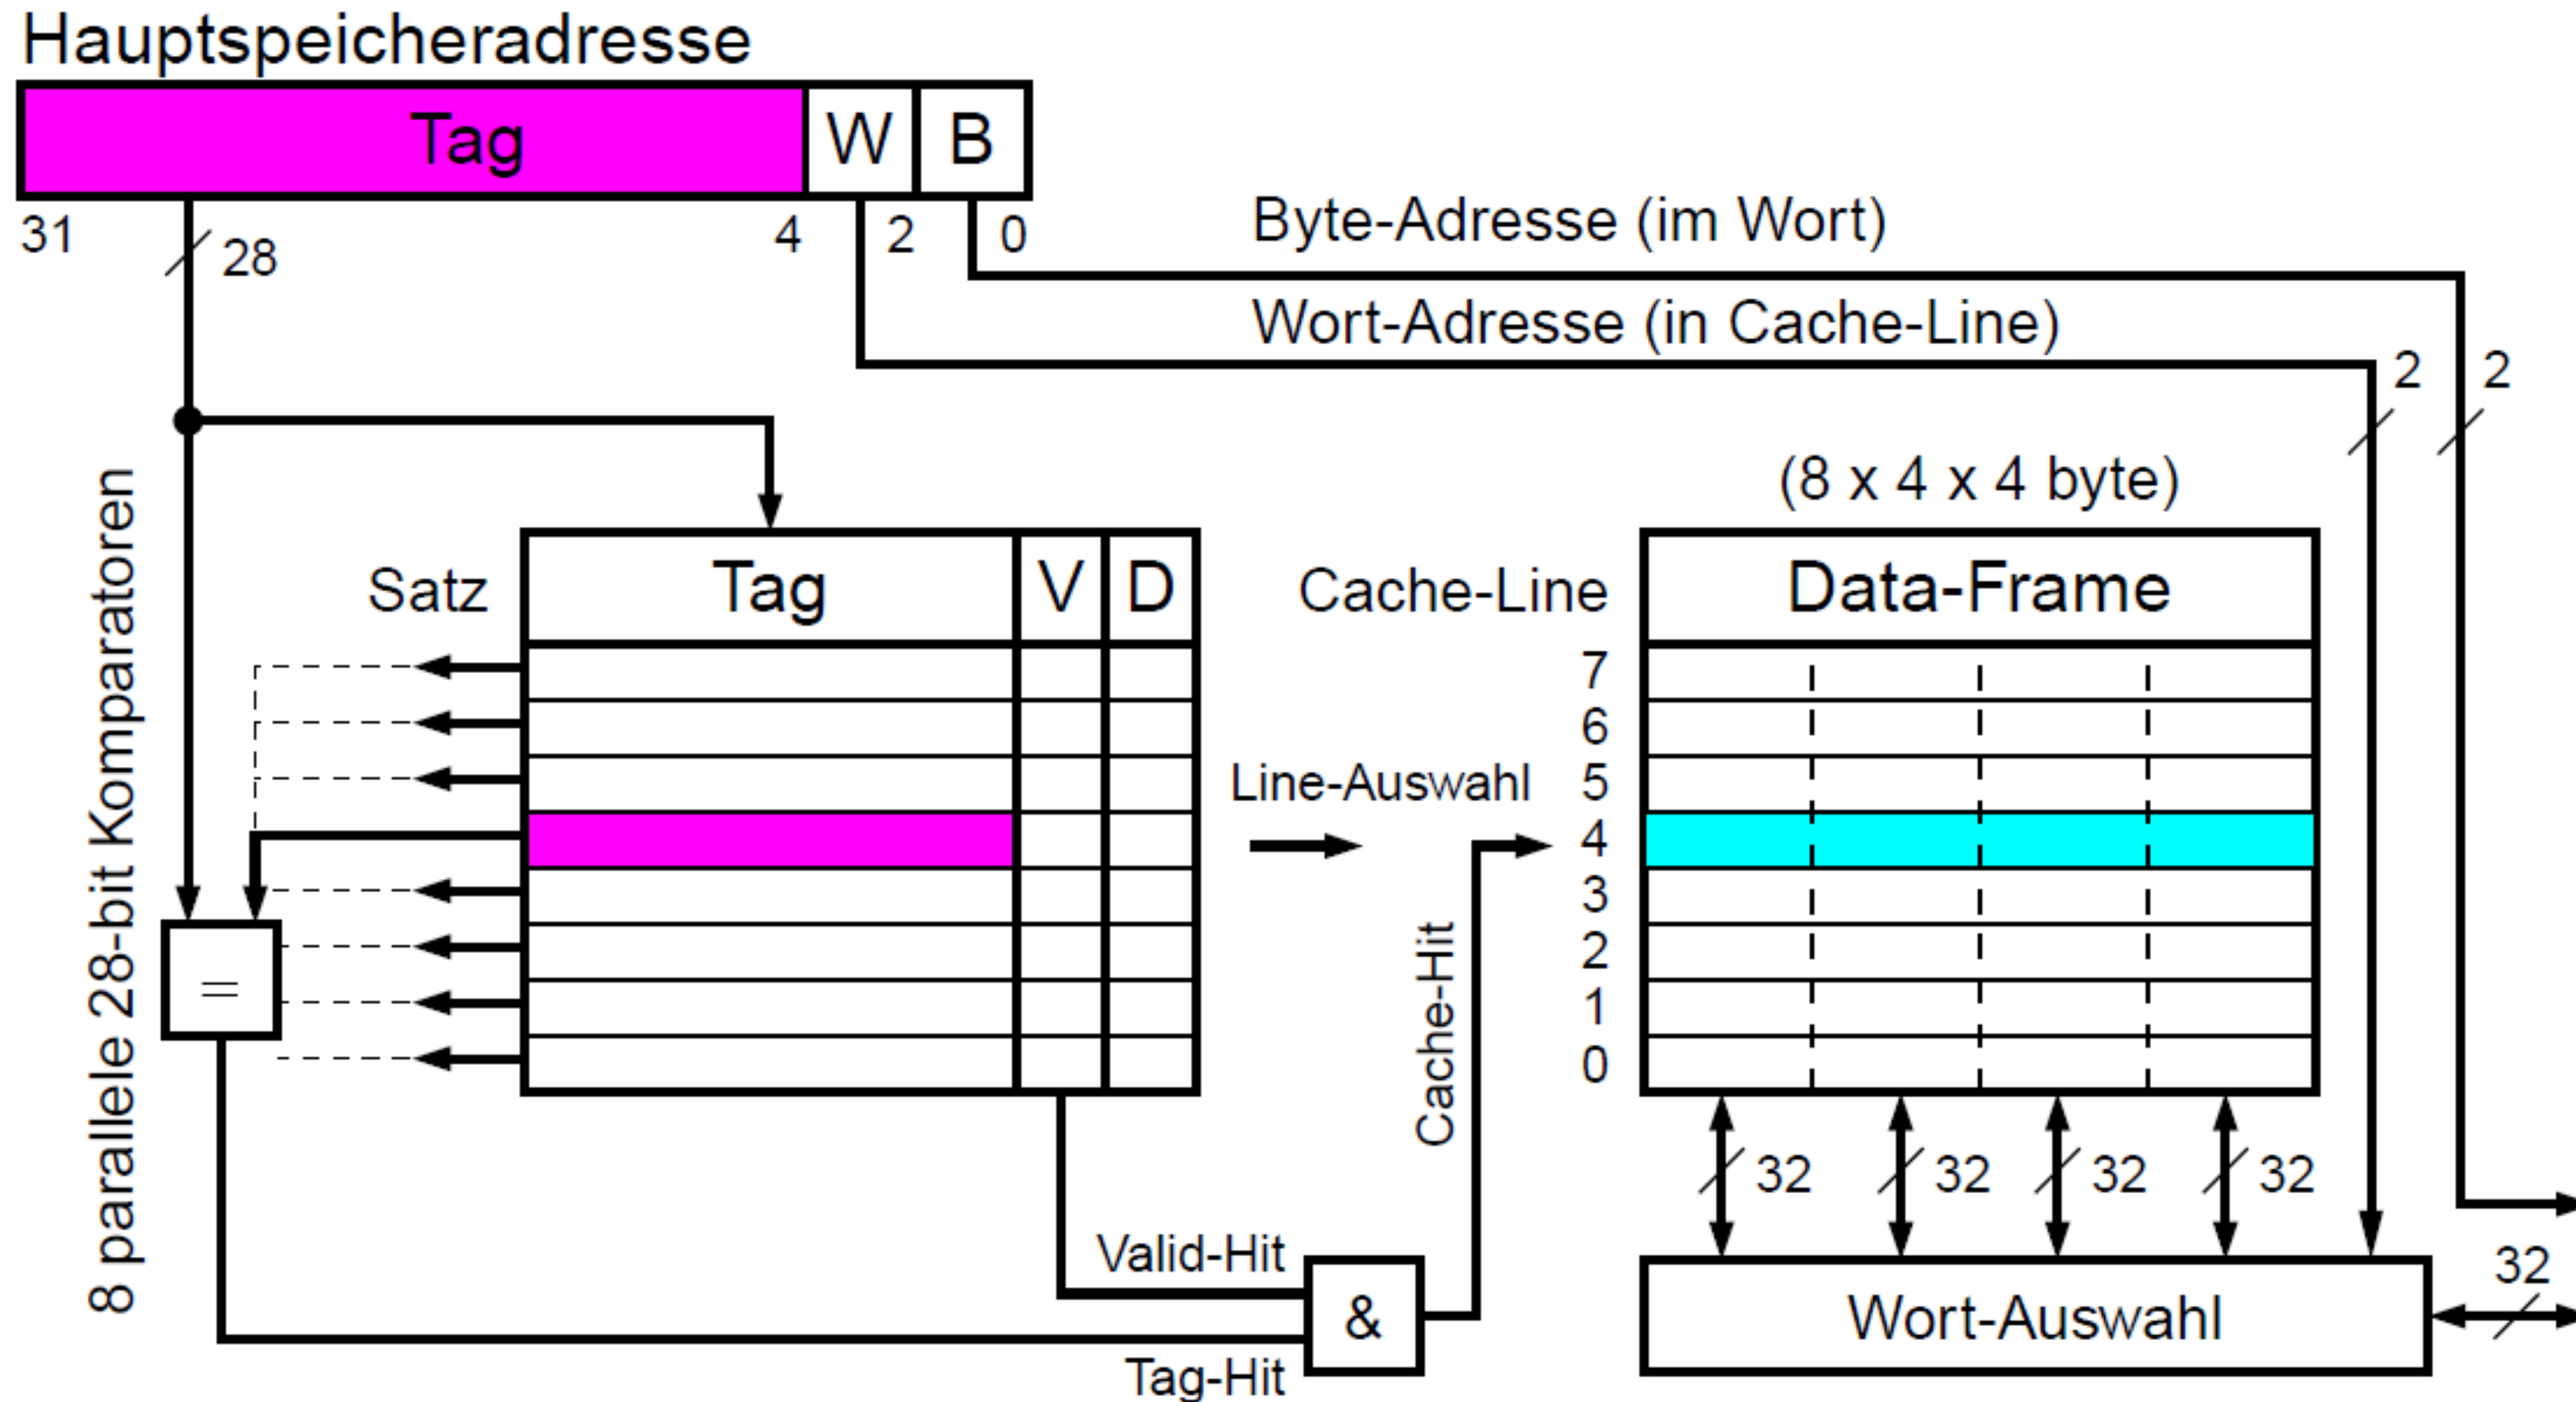 Hauptspeicheradresse
Tag W B
31 28 4 2 0
Byte-Adresse (im Wort)
Wort-Adresse (in Cache-Line)
2 2
8 parallele 28-bit Komparatoren
(8 x 4 x 4 byte)
Satz Tag V D
Cache-Line Data-Frame
7
6
5
4
3
2
1
0
Line-Auswahl
Cache-Hit
=
32 32 32 32
Valid-Hit
Tag-Hit
&
Wort-Auswahl
32